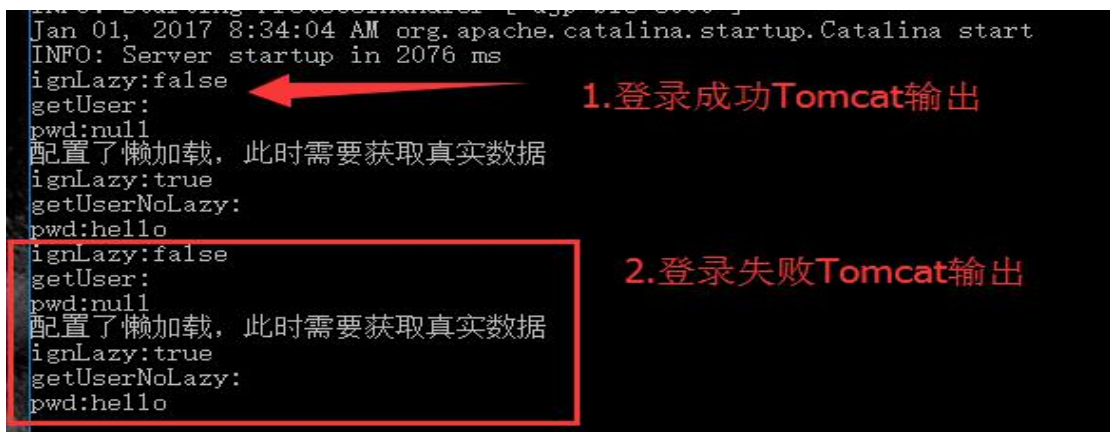 Jan 01, 2017 8:34:04 AM org.apache.catalina.startup.Catalina start
INFO: Server startup in 2076 ms
ignLazy:false
1.登录成功Tomcat输出
getUser:
pwd:null
配置了懒加载，此时需要获取真实数据
ignLazy:true
getUserNoLazy:
pwd:hello
ignLazy:false
2.登录失败Tomcat输出
getUser:
pwd:null
配置了懒加载，此时需要获取真实数据
ignLazy:true
getUserNoLazy:
pwd:hello